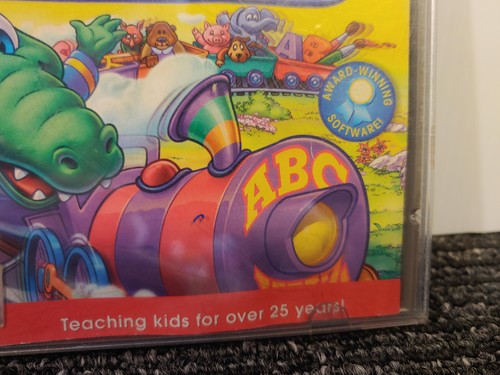 A
AWARD-WINNING
SOFTWARE!
ABC
Teaching kids for over 25 years!